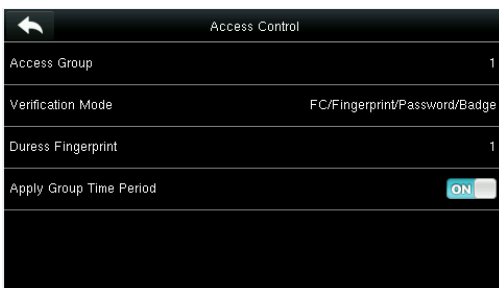 Access Control
Access Group 1
Verification Mode FC/Fingerprint/Password/Badge
Duress Fingerprint 1
Apply Group Time Period ON